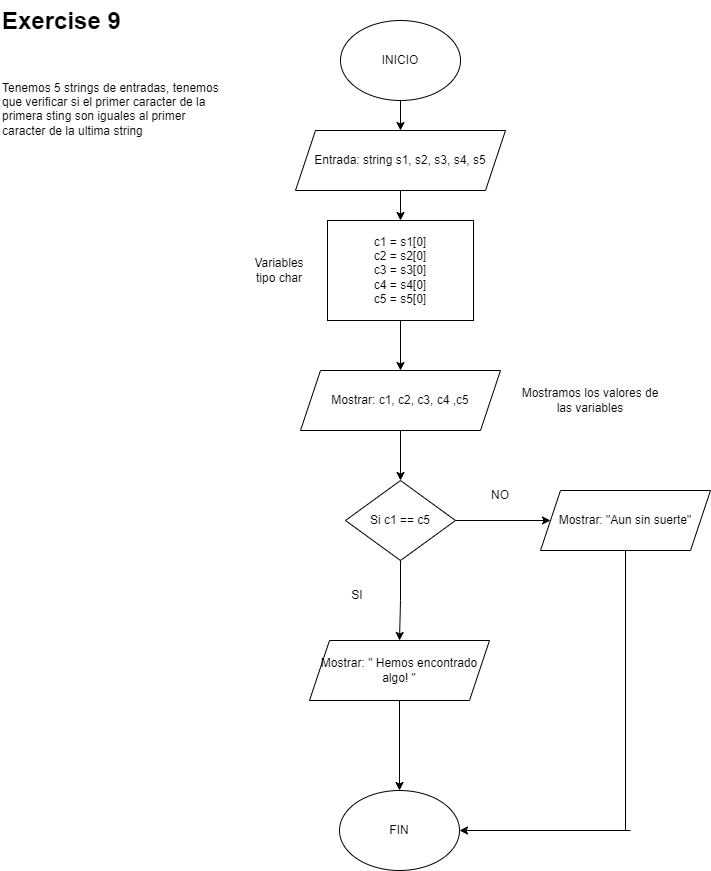 Exercise 9
INICIO
Tenemos 5 strings de entradas, tenemos
que verificar si el primer caracter de la
primera sting son iguales al primer
caracter de la ultima string
Entrada: string s1, s2, s3, s4, s5
Variables
tipo char
c1 = s1[0]
c2 = s2[0]
c3 = s3[0]
c4 = s4[0]
c5 = s5[0]
Mostrar: c1, c2, c3, c4 ,c5
Mostramos los valores de
las variables
Si c1 == c5
NO
Mostrar: "Aun sin suerte"
SI
Mostrar: " Hemos encontrado
algo! "
FIN